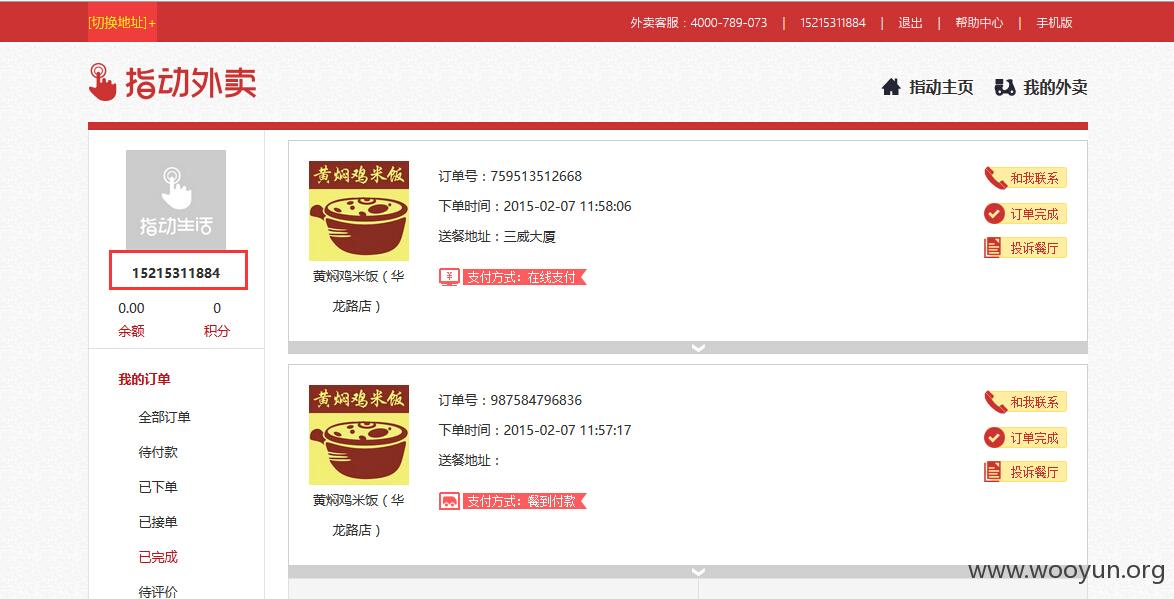 [切换地址]+
外卖客服：4000-789-073 | 15215311884 | 退出 | 帮助中心 | 手机版
指动外卖
指动主页 我的外卖
指动生活
15215311884
0.00 0
余额 积分
我的订单
全部订单
待付款
已下单
已接单
已完成
待评价
黄焖鸡米饭
黄焖鸡米饭（华
龙路店）
订单号：759513512668
下单时间：2015-02-07 11:58:06
送餐地址：三威大厦
支付方式：在线支付
和我联系
订单完成
投诉餐厅
黄焖鸡米饭
黄焖鸡米饭（华
龙路店）
订单号：987584796836
下单时间：2015-02-07 11:57:17
送餐地址：
支付方式：餐到付款
和我联系
订单完成
投诉餐厅
www.wooyun.org